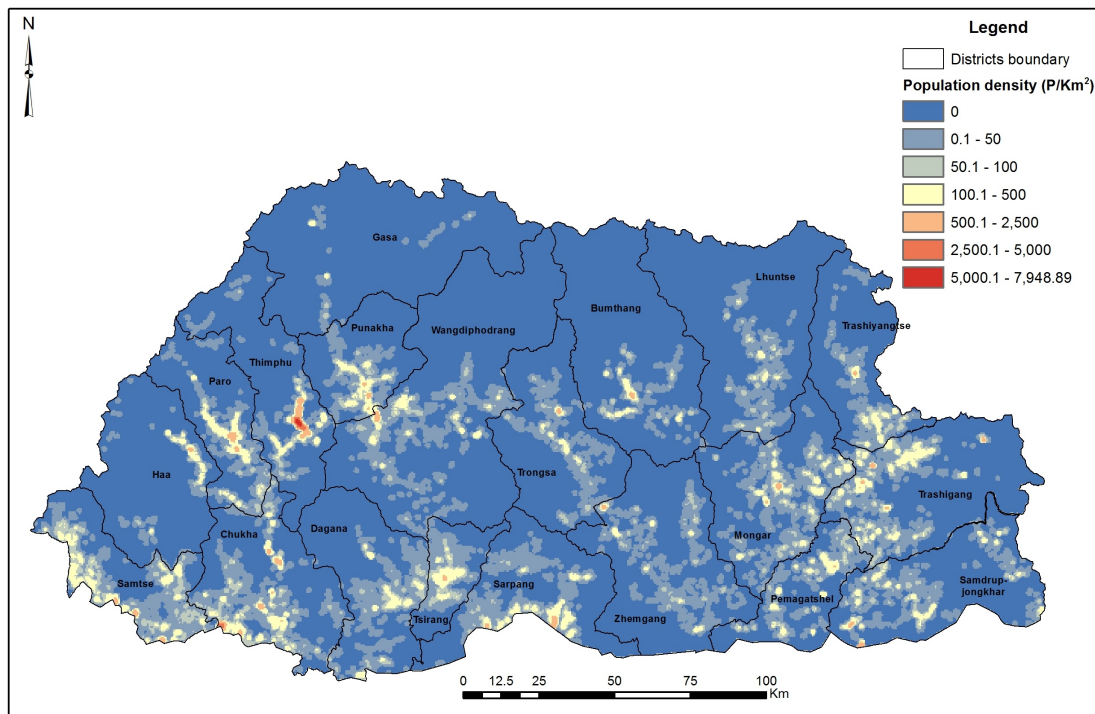 N
Legend
Districts boundary
Population density (P/Km²)
0
0.1 - 50
50.1 - 100
100.1 - 500
500.1 - 2,500
2,500.1 - 5,000
5,000.1 - 7,948.89
Gasa
Lhuntse
Bumthang
Trashiyangtse
Punakha
Wangdiphodrang
Thimphu
Paro
Haa
Trongsa
Trashigang
Chukha
Dagana
Mongar
Samtse
Sarpang
Samdrup-
jongkhar
Pemagatshel
Tsirang
Zhemgang
0 12.5 25 50 75 100
Km